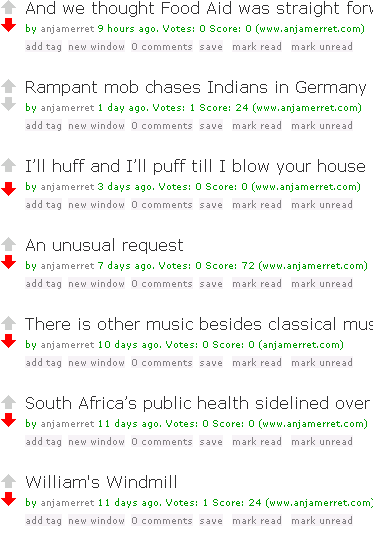 And we thought Food Aid was straight forw
by anjamerret 9 hours ago. Votes: 0 Score: 0 (www.anjamerret.com)
add tag new window 0 comments save mark read mark unread
Rampant mob chases Indians in Germany
by anjamerret 1 day ago. Votes: 1 Score: 24 (www.anjamerret.com)
add tag new window 0 comments save mark read mark unread
I'll huff and I'll puff till I blow your house
by anjamerret 3 days ago. Votes: 0 Score: 0 (www.anjamerret.com)
add tag new window 0 comments save mark read mark unread
An unusual request
by anjamerret 7 days ago. Votes: 0 Score: 72 (www.anjamerret.com)
add tag new window 0 comments save mark read mark unread
There is other music besides classical mus
by anjamerret 10 days ago. Votes: 0 Score: 0 (anjamerret.com)
add tag new window 0 comments save mark read mark unread
South Africa's public health sidelined over
by anjamerret 11 days ago. Votes: 0 Score: 0 (www.anjamerret.com)
add tag new window 0 comments save mark read mark unread
William's Windmill
by anjamerret 11 days ago. Votes: 1 Score: 24 (www.anjamerret.com)
add tag new window 0 comments save mark read mark unread